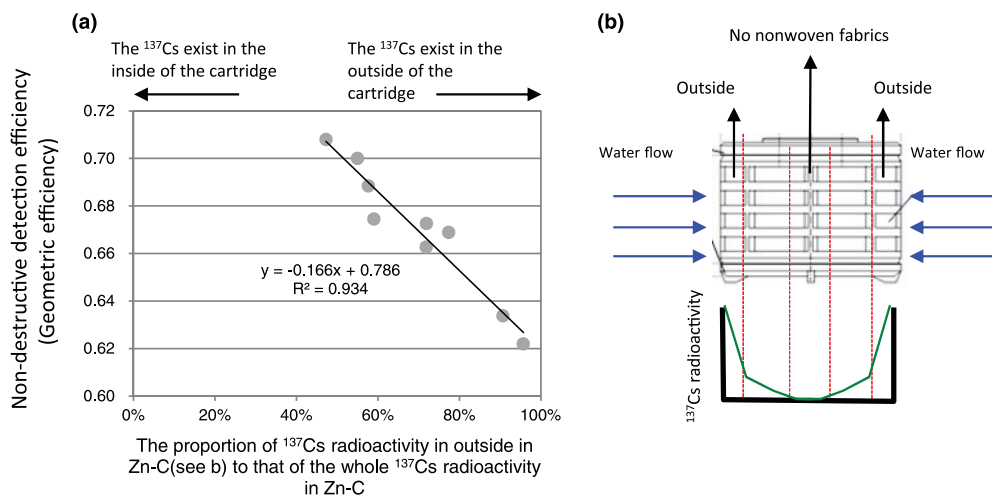 (a)
The ¹³⁷Cs exist in the
inside of the cartridge
The ¹³⁷Cs exist in the
outside of the
cartridge
Non-destructive detection efficiency
(Geometric efficiency)
0.72
0.70
0.68
0.66
0.64
0.62
0.60
y = -0.166x + 0.786
R² = 0.934
0%
20%
40%
60%
80%
100%
The proportion of ¹³⁷Cs radioactivity in outside in
Zn-C(see b) to that of the whole ¹³⁷Cs radioactivity
in Zn-C
(b)
No nonwoven fabrics
Outside
Outside
Water flow
Water flow
¹³⁷Cs radioactivity